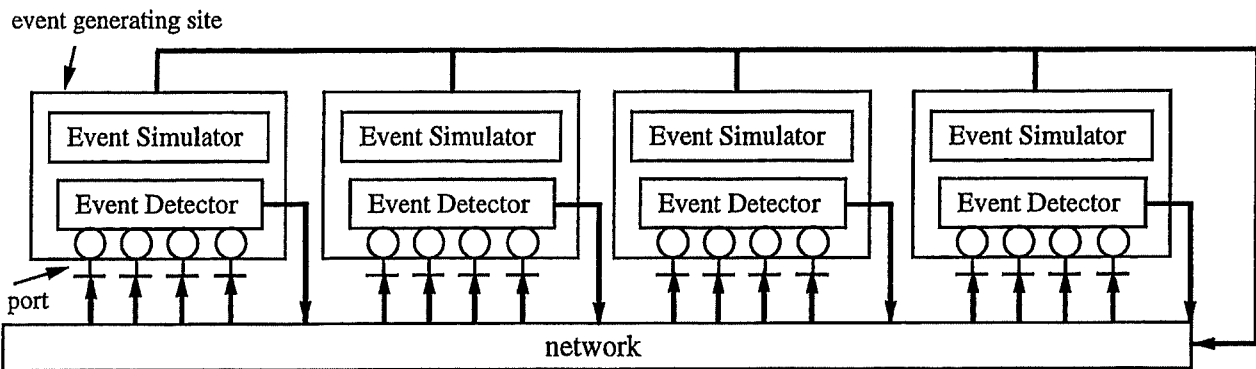 event generating site
Event Simulator
Event Simulator
Event Simulator
Event Simulator
Event Detector
Event Detector
Event Detector
Event Detector
port
network